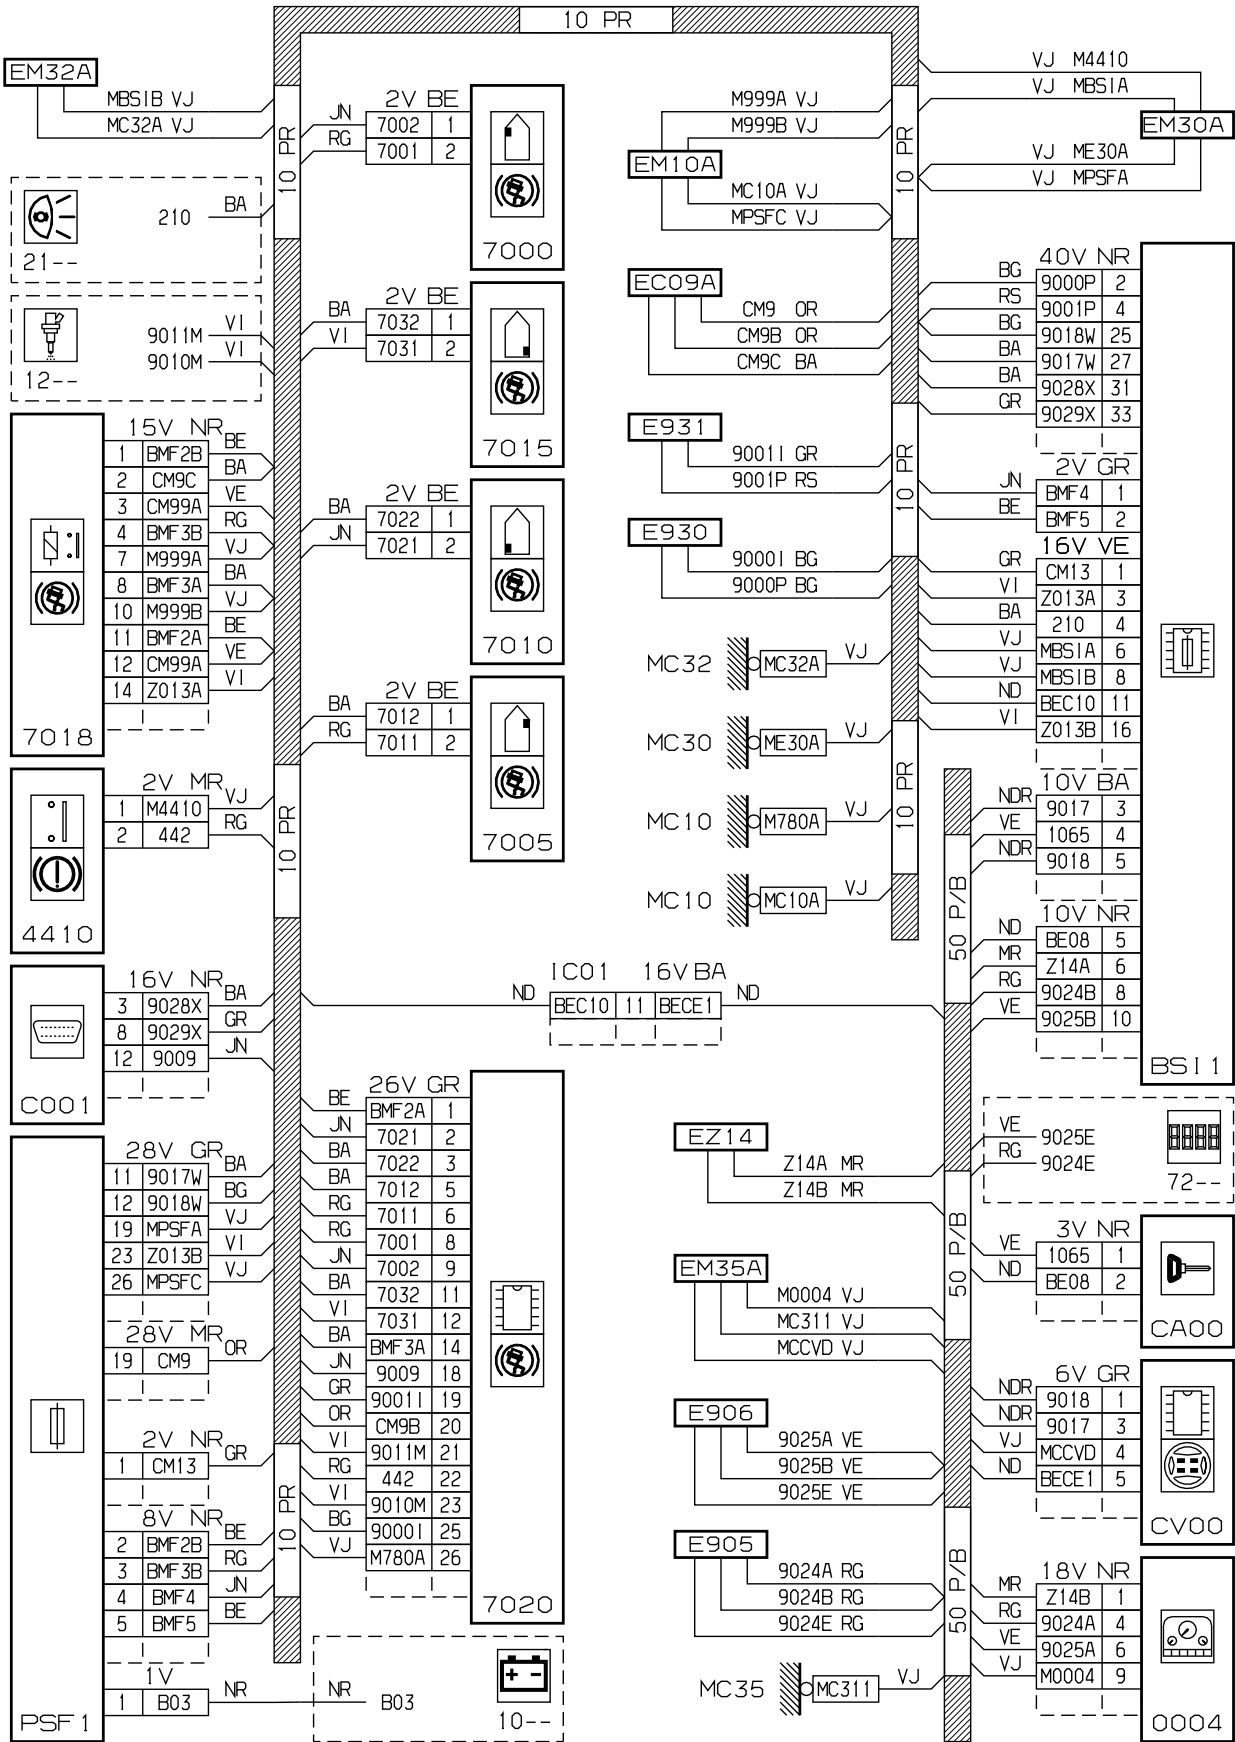 10 PR
EM32A
MBSIB VJ
MC32A VJ
10 PR
BA
210
21--
9011M VI
9010M VI
12--
15V NR
1 BMF2B BE
2 CM9C BA
3 CM99A VE
4 BMF3B RG
7 M999A VJ
8 BMF3A BA
10 M999B VJ
11 BMF2A BE
12 CM99A VE
14 Z013A VI
7018
2V MR
1 M4410 VJ
2 442 RG
10 PR
4410
16V NR
3 9028X BA
8 9029X GR
12 9009 JN
C001
28V GR
11 9017W BA
12 9018W BG
19 MPSFA VJ
23 Z013B VI
26 MPSFC VJ
28V MR
19 CM9 OR
2V NR
1 CM13 GR
8V NR
2 BMF2B BE
3 BMF3B RG
4 BMF4 JN
5 BMF5 BE
10 PR
1V
1 B03 NR
PSF1
NR B03
10--
2V BE
JN 7002 1
RG 7001 2
7000
2V BE
BA 7032 1
VI 7031 2
7015
2V BE
BA 7022 1
JN 7021 2
7010
2V BE
BA 7012 1
RG 7011 2
7005
IC01 16V BA
ND BEC10 11 BECE1 ND
26V GR
BE BMF2A 1
JN 7021 2
BA 7022 3
BA 7012 5
RG 7011 6
RG 7001 8
JN 7002 9
BA 7032 11
VI 7031 12
BA BMF3A 14
JN 9009 18
GR 9001I 19
OR CM9B 20
VI 9011M 21
RG 442 22
VI 9010M 23
BG 9000I 25
VJ M780A 26
7020
M999A VJ
M999B VJ
EM10A
MC10A VJ
MPSFC VJ
10 PR
EC09A
CM9 OR
CM9B OR
CM9C BA
E931
9001I GR
9001P RS
10 PR
E930
9000I BG
9000P BG
MC32 MC32A VJ
MC30 ME30A VJ
MC10 M780A VJ
10 PR
MC10 MC10A VJ
EZ14
Z14A MR
Z14B MR
EM35A
M0004 VJ
MC311 VJ
MCCVD VJ
E906
9025A VE
9025B VE
9025E VE
E905
9024A RG
9024B RG
9024E RG
MC35 MC311 VJ
VJ M4410
VJ MBSIA
EM30A
VJ ME30A
VJ MPSFA
40V NR
BG 9000P 2
RS 9001P 4
BG 9018W 25
BA 9017W 27
BA 9028X 31
GR 9029X 33
2V GR
JN BMF4 1
BE BMF5 2
16V VE
GR CM13 1
VI Z013A 3
BA 210 4
VJ MBSIA 6
VJ MBSIB 8
ND BEC10 11
VI Z013B 16
10V BA
NDR 9017 3
VE 1065 4
NDR 9018 5
50 P/B
10V NR
ND BE08 5
MR Z14A 6
RG 9024B 8
VE 9025B 10
BSI1
VE 9025E
RG 9024E
72--
50 P/B
3V NR
VE 1065 1
ND BE08 2
CA00
6V GR
NDR 9018 1
NDR 9017 3
VJ MCCVD 4
ND BECE1 5
CV00
50 P/B
18V NR
MR Z14B 1
RG 9024A 4
VE 9025A 6
VJ M0004 9
0004